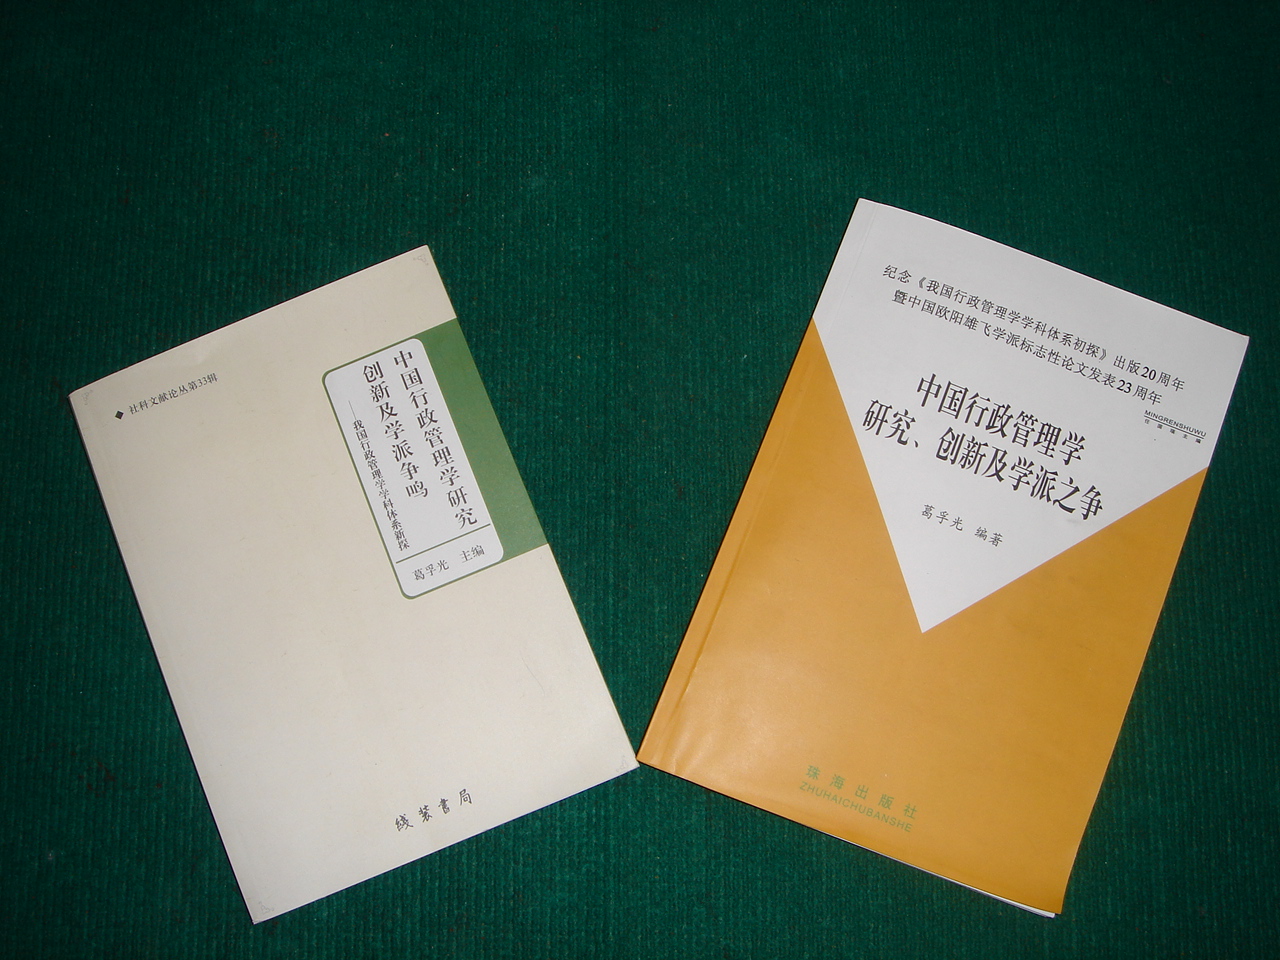 ◆ 社科文献论丛第33辑
中国行政管理学研究
创新及学派争鸣
——我国行政管理学学科体系新探
葛孚光 主编
线装书局
纪念《我国行政管理学学科体系初探》出版20周年
暨中国欧阳雄飞学派标志性论文发表23周年
MINGRENSHUWU
中国行政管理学
研究、创新及学派之争
葛孚光 编著
珠海出版社
ZHUHAICHUBANSHE